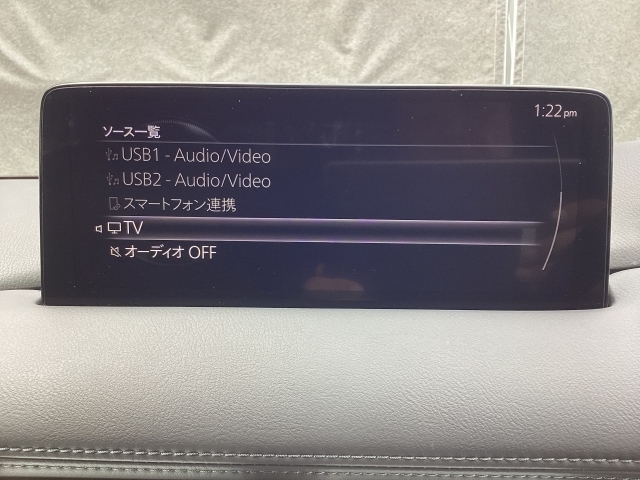 1:22 pm
ソース一覧
USB1 - Audio/Video
USB2 - Audio/Video
スマートフォン連携
TV
オーディオ OFF